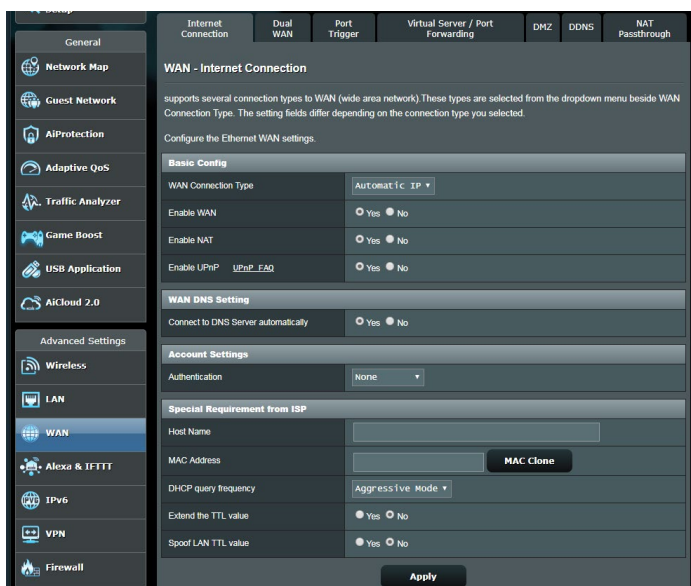 General
Network Map
Guest Network
AiProtection
Adaptive QoS
Traffic Analyzer
Game Boost
USB Application
AiCloud 2.0
Advanced Settings
Wireless
LAN
WAN
Alexa & IFTTT
IPv6
VPN
Firewall
Internet Connection
Dual WAN
Port Trigger
Virtual Server / Port Forwarding
DMZ
DDNS
NAT Passthrough
WAN - Internet Connection
supports several connection types to WAN (wide area network).These types are selected from the dropdown menu beside WAN
Connection Type. The setting fields differ depending on the connection type you selected.
Configure the Ethernet WAN settings.
Basic Config
WAN Connection Type Automatic IP
Enable WAN Yes No
Enable NAT Yes No
Enable UPnP UPnP FAQ Yes No
WAN DNS Setting
Connect to DNS Server automatically Yes No
Account Settings
Authentication None
Special Requirement from ISP
Host Name
MAC Address MAC Clone
DHCP query frequency Aggressive Mode
Extend the TTL value Yes No
Spoof LAN TTL value Yes No
Apply